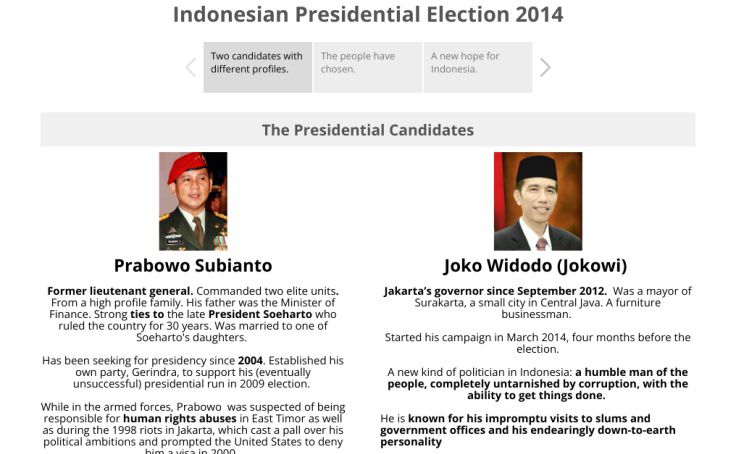 Indonesian Presidential Election 2014
Two candidates with
different profiles.
The people have
chosen.
A new hope for
Indonesia.
The Presidential Candidates
Prabowo Subianto
Former lieutenant general. Commanded two elite units.
From a high profile family. His father was the Minister of
Finance. Strong ties to the late President Soeharto who
ruled the country for 30 years. Was married to one of
Soeharto's daughters.
Has been seeking for presidency since 2004. Established his
own party, Gerindra, to support his (eventually
unsuccessful) presidential run in 2009 election.
While in the armed forces, Prabowo was suspected of being
responsible for human rights abuses in East Timor as well
as during the 1998 riots in Jakarta, which cast a pall over his
political ambitions and prompted the United States to deny
him a visa in 2009
Joko Widodo (Jokowi)
Jakarta's governor since September 2012. Was a mayor of
Surakarta, a small city in Central Java. A furniture
businessman.
Started his campaign in March 2014, four months before the
election.
A new kind of politician in Indonesia: a humble man of the
people, completely untarnished by corruption, with the
ability to get things done.
He is known for his impromptu visits to slums and
government offices and his endearingly down-to-earth
personality